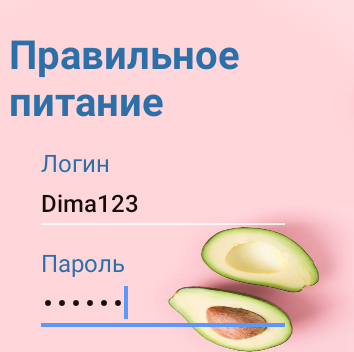 Правильное
питание
Логин
Dima123
Пароль
••••••